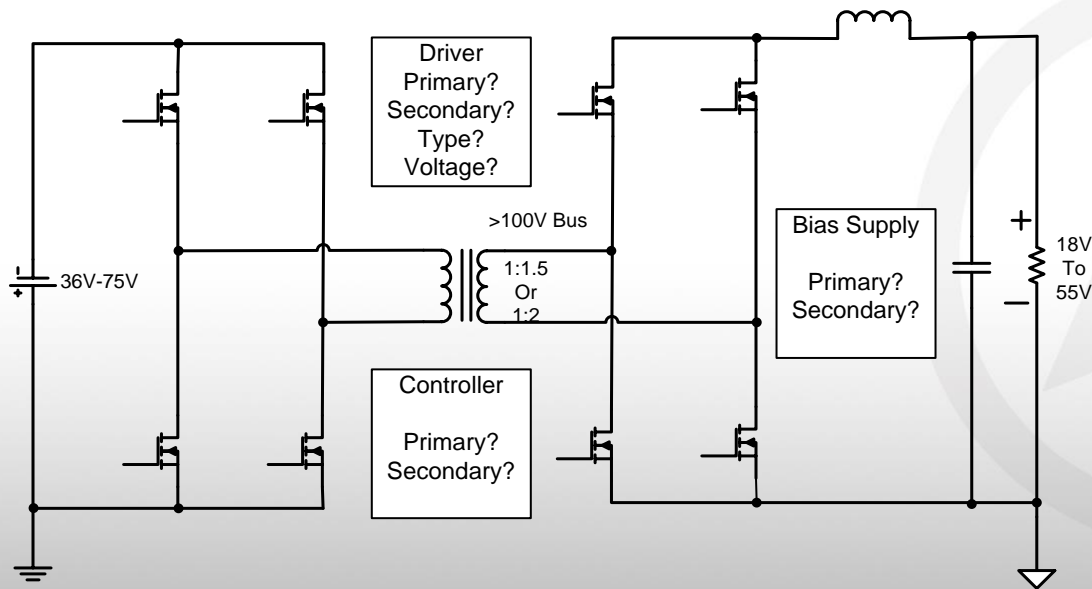 Driver
Primary?
Secondary?
Type?
Voltage?
>100V Bus
36V-75V
1:1.5
Or
1:2
Bias Supply
Primary?
Secondary?
+
18V
To
55V
–
Controller
Primary?
Secondary?